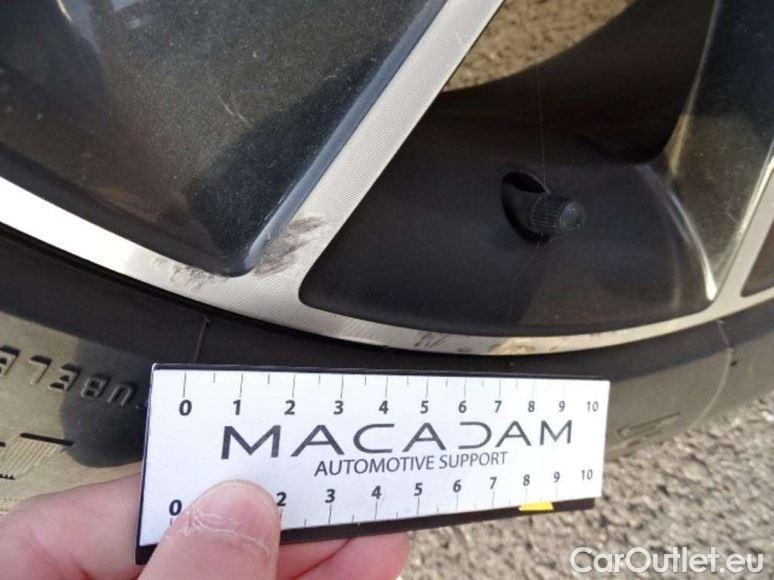 UBELE
0 1 2 3 4 5 6 7 8 9 10
MACADAM
AUTOMOTIVE SUPPORT
0 2 3 4 5 6 7 8 9 10
CarOutlet.eu